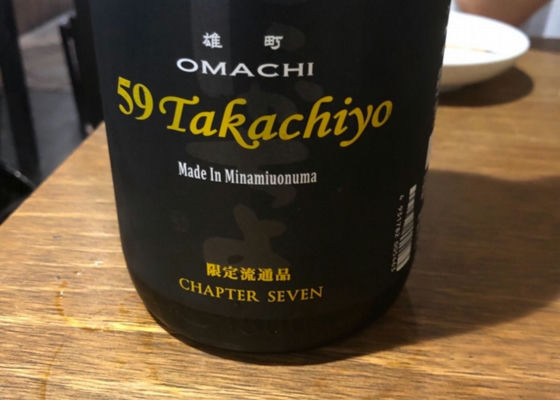 雄町
OMACHI
59 Takachiyo
Made In Minamiuonuma
限定流通品
CHAPTER SEVEN